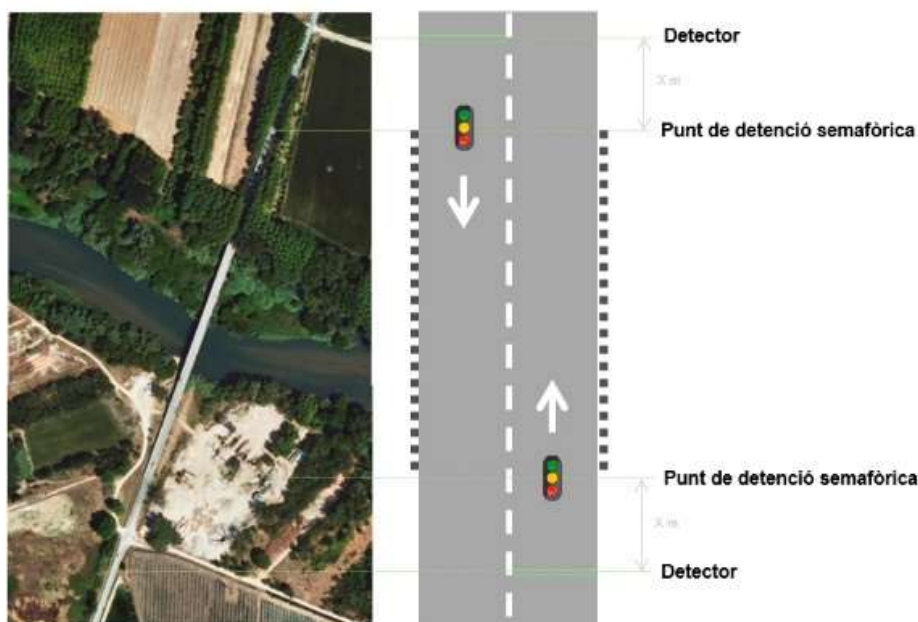 Detector
X m
Punt de detenció semafòrica
Punt de detenció semafòrica
X m
Detector